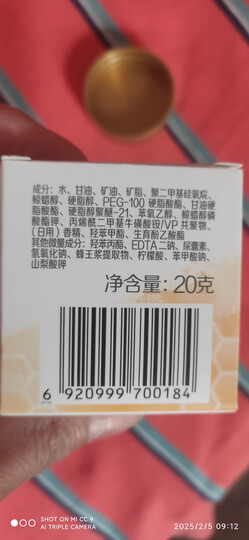 成分：水、甘油、矿油、矿脂、聚二甲基硅氧烷、
鲸蜡醇、硬脂醇、PEG-100 硬脂酸酯、甘油硬
脂酸酯、硬脂醇聚醚-21、苯氧乙醇、鲸蜡醇磷
酸酯钾、丙烯酰二甲基牛磺酸铵/VP 共聚物、
（日用）香精、羟苯甲酯、生育酚乙酸酯
其他微量成分：羟苯丙酯、EDTA 二钠、尿囊素、
氢氧化钠、蜂王浆提取物、柠檬酸、苯甲酸钠、
山梨酸钾
净含量：20克
6 920999 700184
SHOT ON MI CC 9
AI TRIPLE CAMERA
2025/2/5 09:12